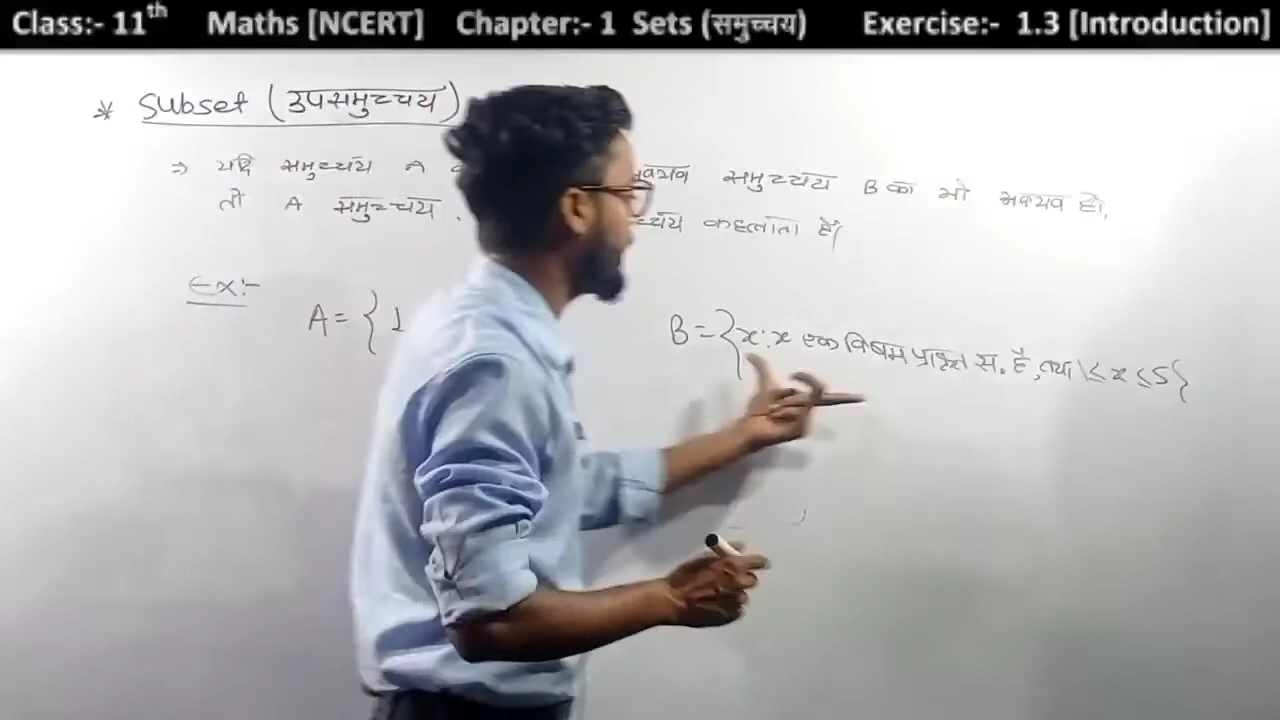 Class:- 11th Maths [NCERT] Chapter:- 1 Sets (समुच्चय) Exercise:- 1.3 [Introduction]
* Subset (उपसमुच्चय)
⇒ यदि समुच्चय A समुच्चय B का भी अवयव हो,
तो A समुच्चय कहलाता है।
Ex:-
A = { 1
B = {x:x एक विषम प्राकृत सं. है, तथा 1 ≤ x ≤ 5}